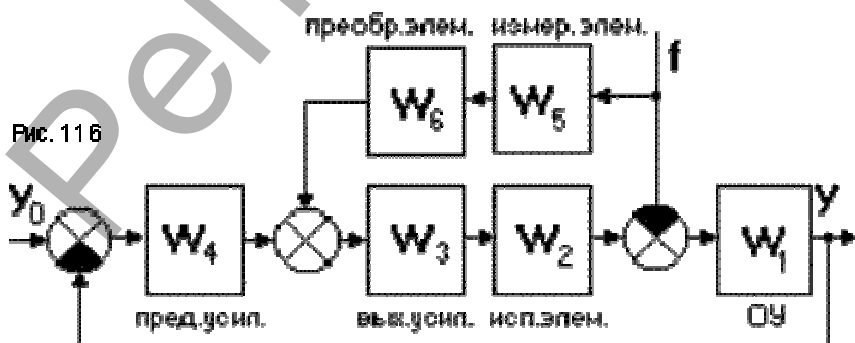 преобр.элем. измер.элем.
f
W6 W5
Рис. 116
y0
W4 W3 W2 W1
y
пред.усил. вых.усил. исп.элем. ОУ